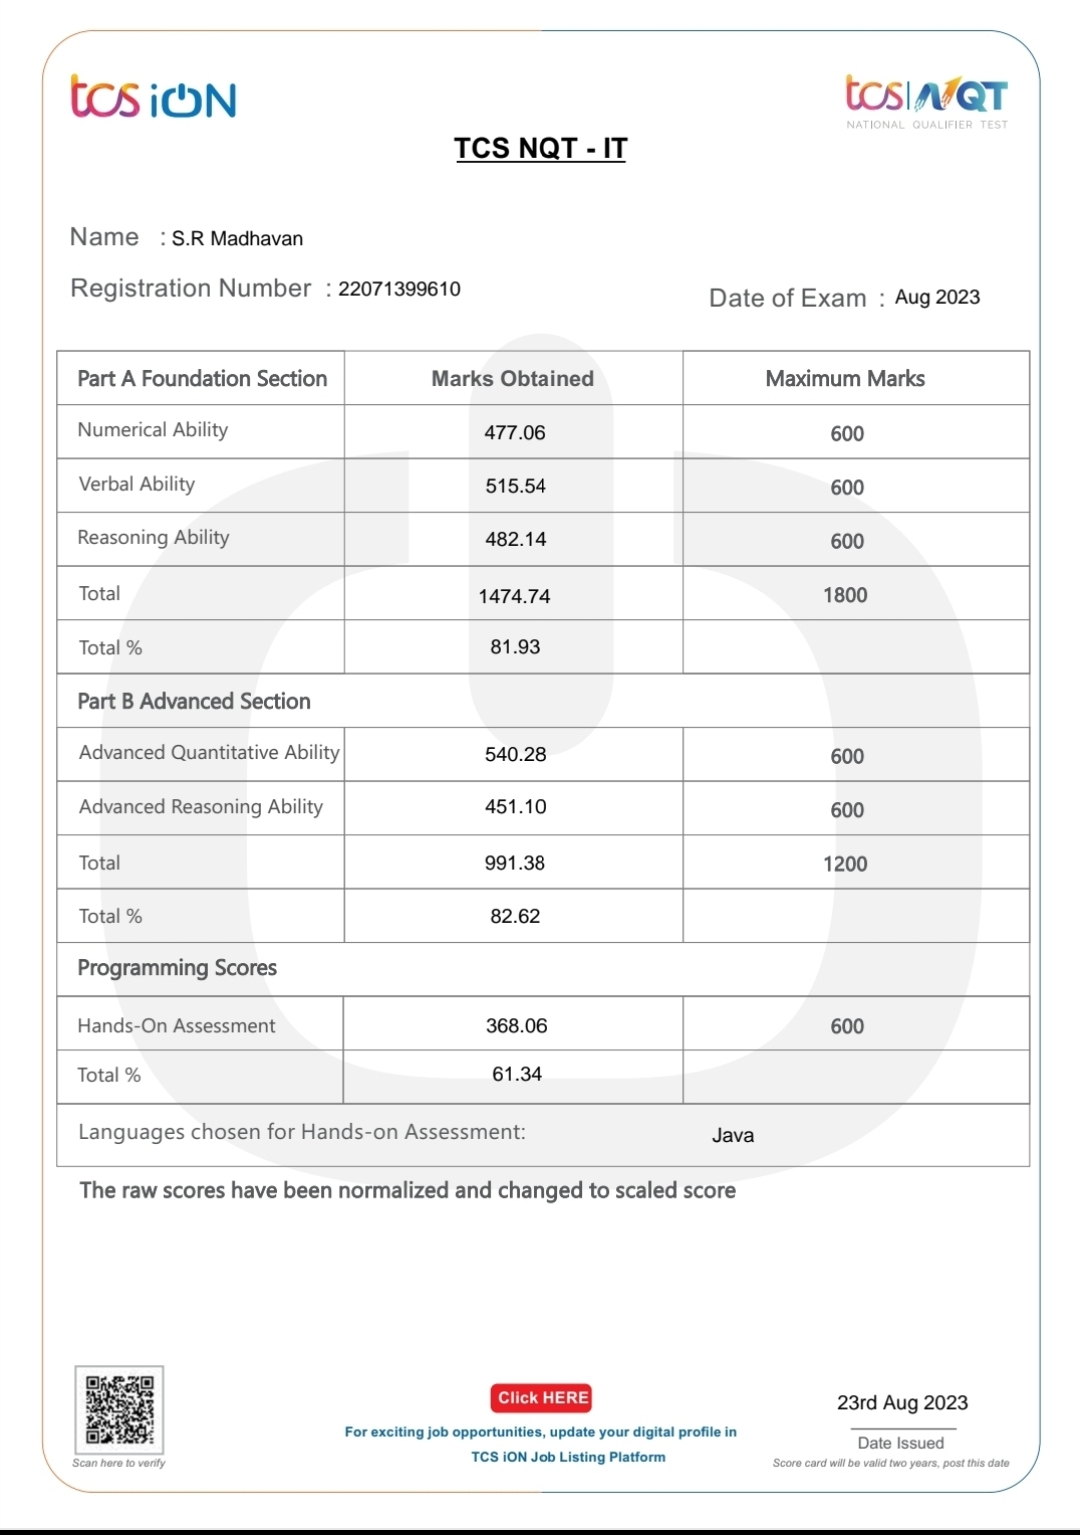 tcs iON
tcs|NQT
NATIONAL QUALIFIER TEST
TCS NQT - IT
Name : S.R Madhavan
Registration Number : 22071399610
Date of Exam : Aug 2023
Part A Foundation Section Marks Obtained Maximum Marks
Numerical Ability 477.06 600
Verbal Ability 515.54 600
Reasoning Ability 482.14 600
Total 1474.74 1800
Total % 81.93
Part B Advanced Section
Advanced Quantitative Ability 540.28 600
Advanced Reasoning Ability 451.10 600
Total 991.38 1200
Total % 82.62
Programming Scores
Hands-On Assessment 368.06 600
Total % 61.34
Languages chosen for Hands-on Assessment: Java
The raw scores have been normalized and changed to scaled score
Scan here to verify
Click HERE
For exciting job opportunities, update your digital profile in
TCS iON Job Listing Platform
23rd Aug 2023
Date Issued
Score card will be valid two years, post this date